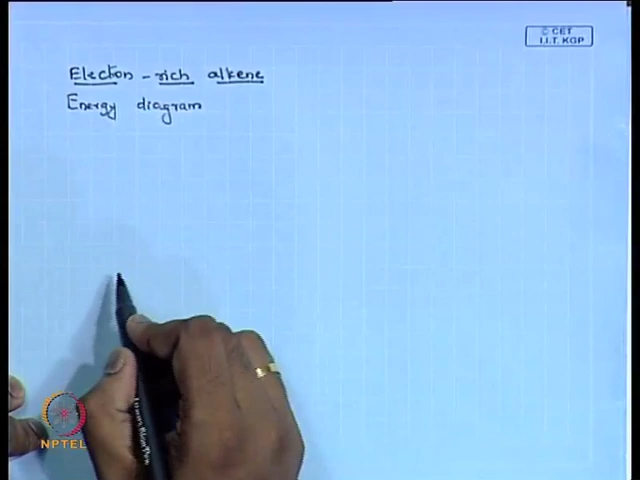 © CET
I.I.T. KGP
Electron - rich alkene
Energy diagram
NPTEL